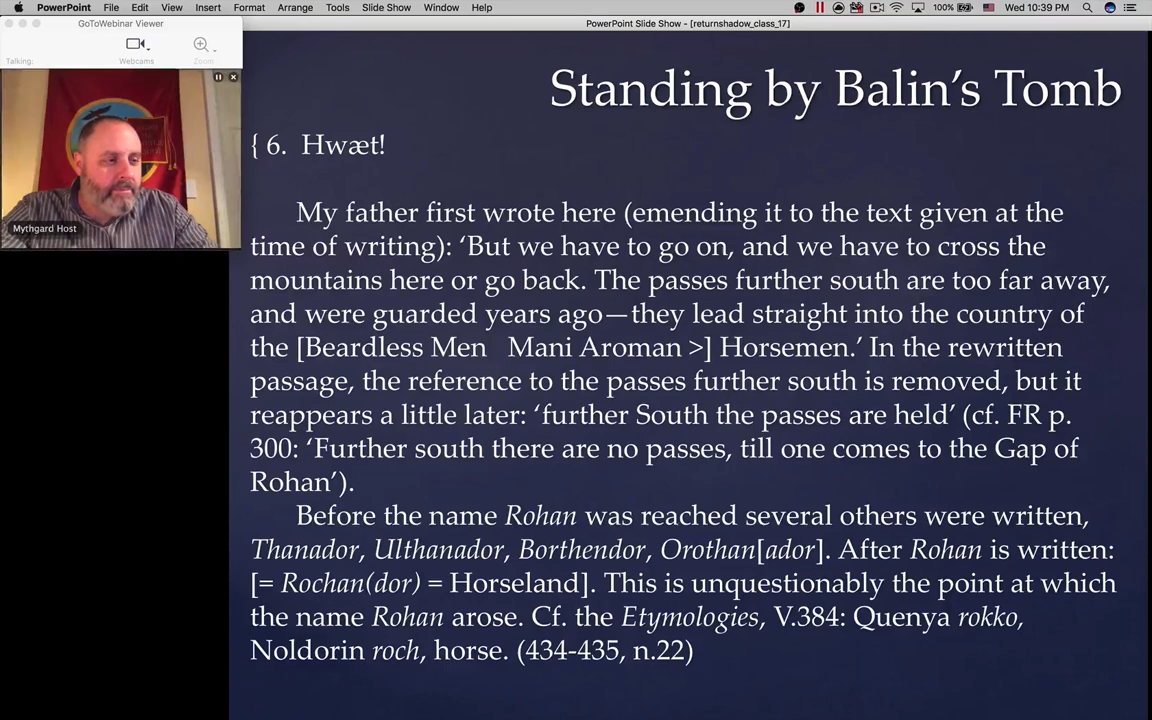 PowerPoint File Edit View Insert Format Arrange Tools Slide Show Window Help 100% Wed 10:39 PM
GoToWebinar Viewer
PowerPoint Slide Show - [returnshadow_class_17]
Talking: Webcams Zoom
Mythgard Host
Standing by Balin's Tomb
{ 6. Hwæt!
My father first wrote here (emending it to the text given at the
time of writing): ‘But we have to go on, and we have to cross the
mountains here or go back. The passes further south are too far away,
and were guarded years ago—they lead straight into the country of
the [Beardless Men Mani Aroman >] Horsemen.’ In the rewritten
passage, the reference to the passes further south is removed, but it
reappears a little later: ‘further South the passes are held’ (cf. FR p.
300: ‘Further south there are no passes, till one comes to the Gap of
Rohan’).
Before the name Rohan was reached several others were written,
Thanador, Ulthanador, Borthendor, Orothan[ador]. After Rohan is written:
[= Rochan(dor) = Horseland]. This is unquestionably the point at which
the name Rohan arose. Cf. the Etymologies, V.384: Quenya rokko,
Noldorin roch, horse. (434-435, n.22)